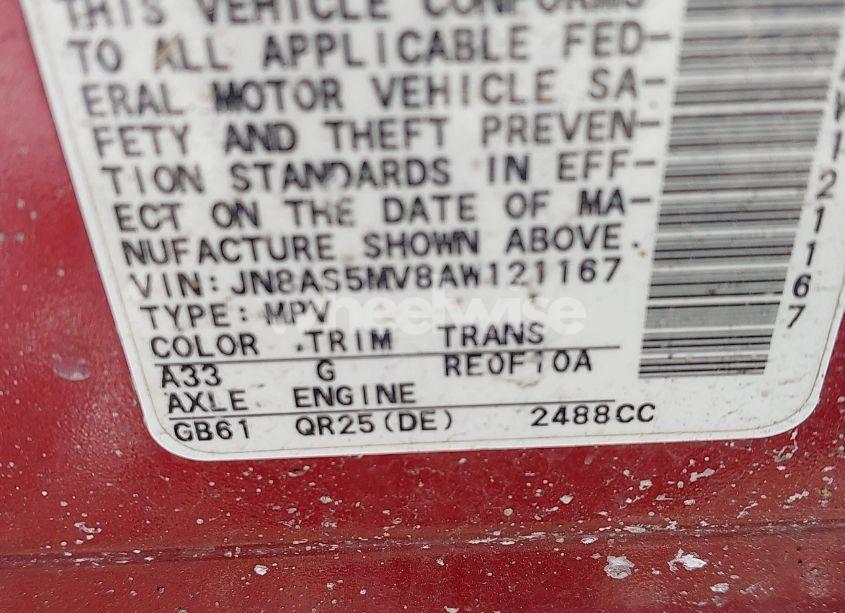 THIS VEHICLE CONFORMS
TO ALL APPLICABLE FED-
ERAL MOTOR VEHICLE SA-
FETY AND THEFT PREVEN-
TION STANDARDS IN EFF-
ECT ON THE DATE OF MA-
NUFACTURE SHOWN ABOVE.
VIN:JN8AS5MV8AW121167
TYPE:MPV
wheelwise
COLOR .TRIM TRANS
A33 G RE0F10A
AXLE ENGINE
GB61 QR25(DE) 2488CC
W121167